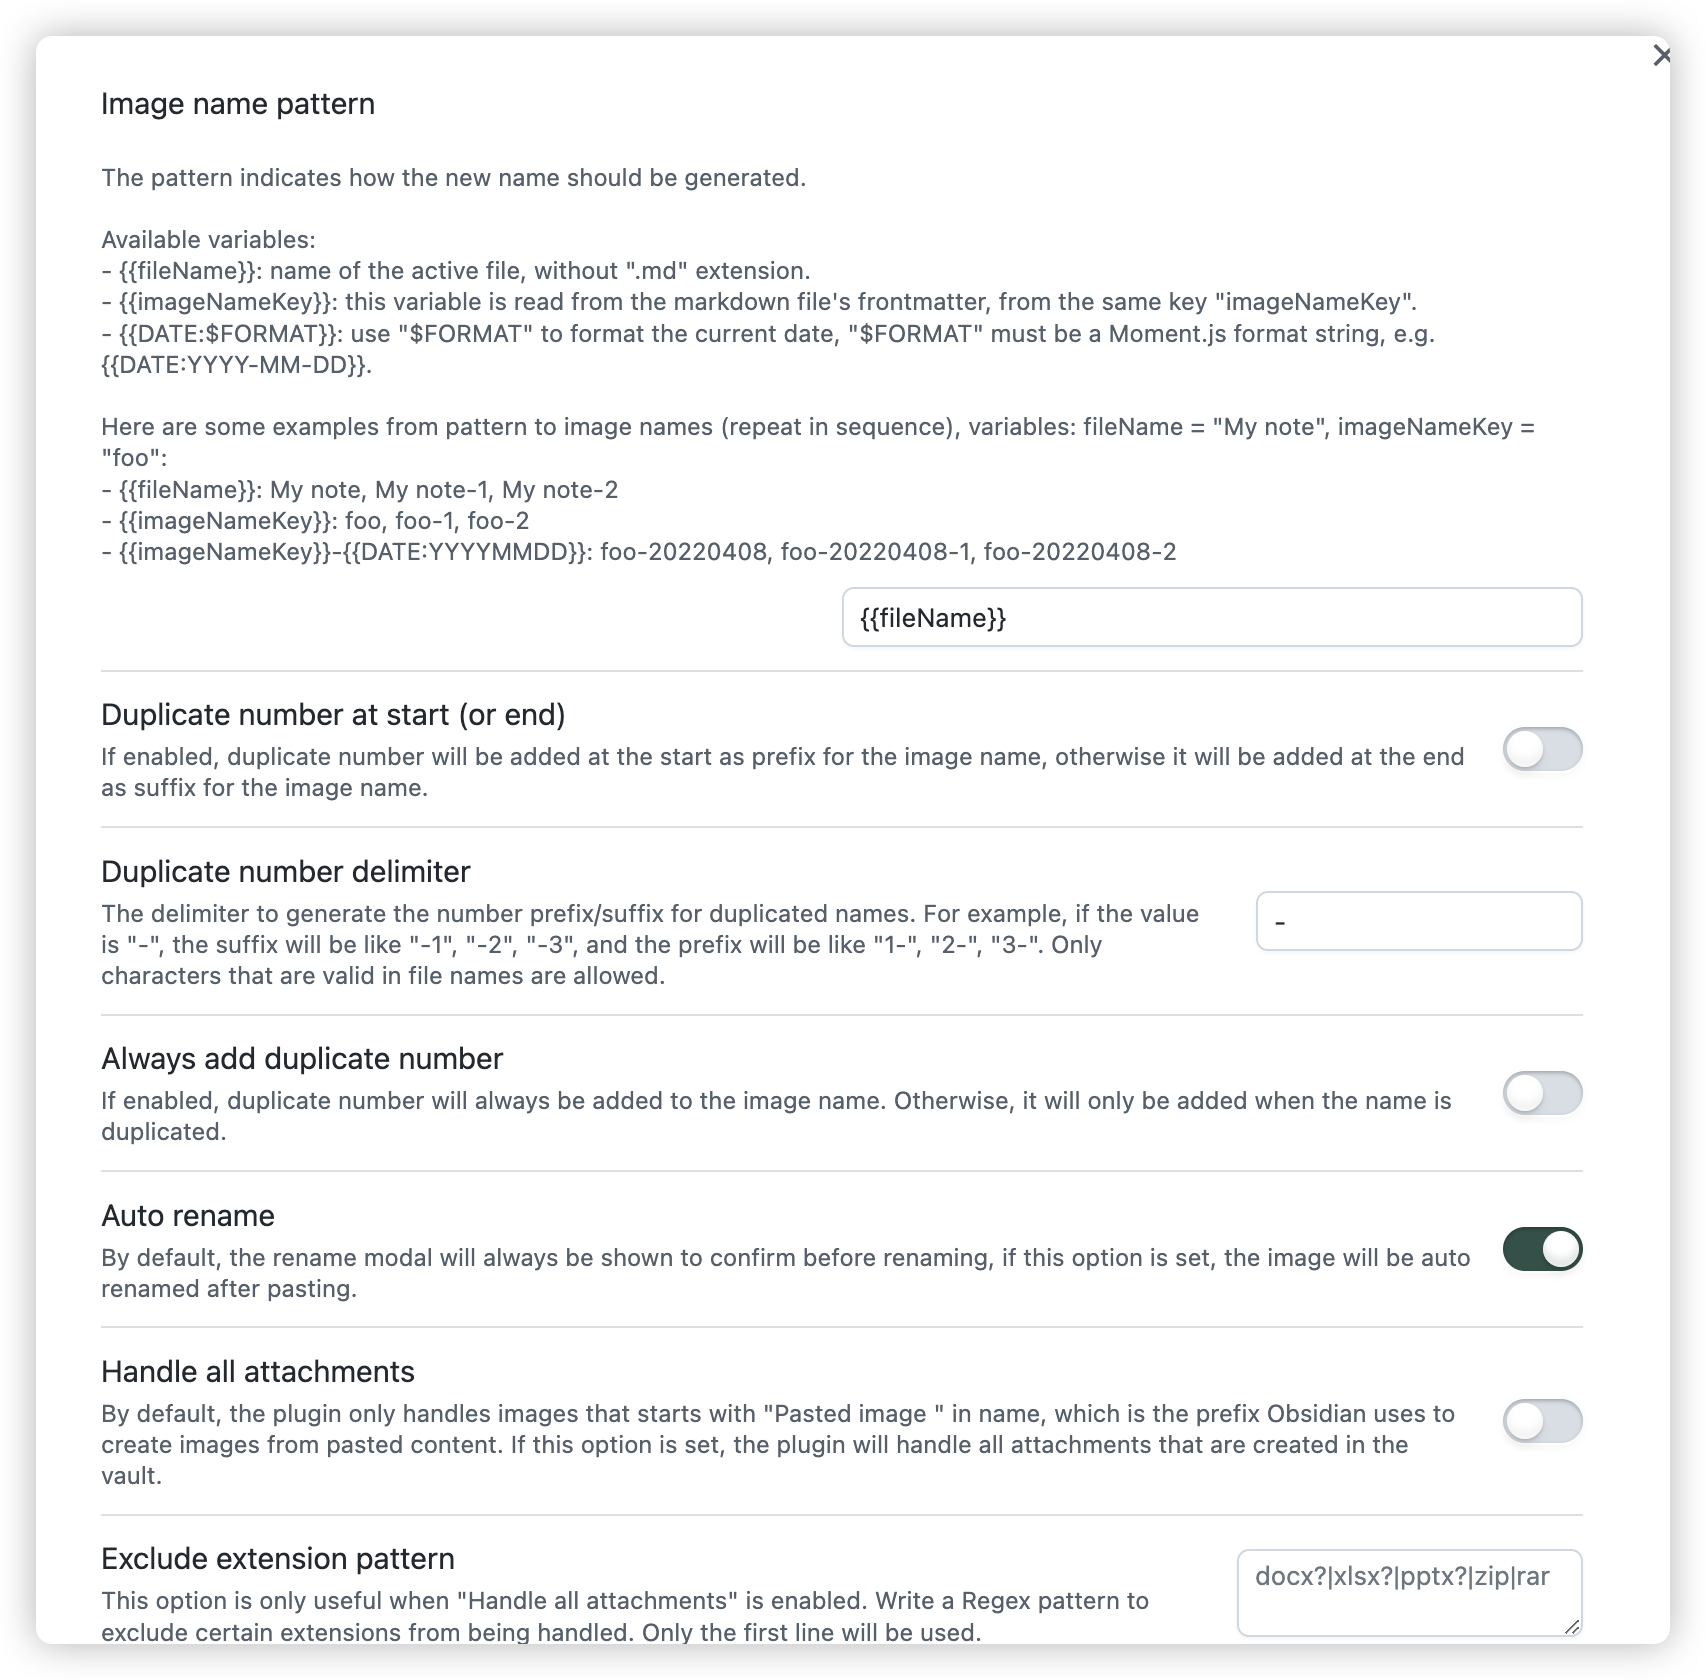 Image name pattern
The pattern indicates how the new name should be generated.
Available variables:
- {{fileName}}: name of the active file, without ".md" extension.
- {{imageNameKey}}: this variable is read from the markdown file's frontmatter, from the same key "imageNameKey".
- {{DATE:$FORMAT}}: use "$FORMAT" to format the current date, "$FORMAT" must be a Moment.js format string, e.g.
{{DATE:YYYY-MM-DD}}.
Here are some examples from pattern to image names (repeat in sequence), variables: fileName = "My note", imageNameKey =
"foo":
- {{fileName}}: My note, My note-1, My note-2
- {{imageNameKey}}: foo, foo-1, foo-2
- {{imageNameKey}}-{{DATE:YYYYMMDD}}: foo-20220408, foo-20220408-1, foo-20220408-2
{{fileName}}
Duplicate number at start (or end)
If enabled, duplicate number will be added at the start as prefix for the image name, otherwise it will be added at the end
as suffix for the image name.
Duplicate number delimiter
The delimiter to generate the number prefix/suffix for duplicated names. For example, if the value
is "-", the suffix will be like "-1", "-2", "-3", and the prefix will be like "1-", "2-", "3-". Only
characters that are valid in file names are allowed.
-
Always add duplicate number
If enabled, duplicate number will always be added to the image name. Otherwise, it will only be added when the name is
duplicated.
Auto rename
By default, the rename modal will always be shown to confirm before renaming, if this option is set, the image will be auto
renamed after pasting.
Handle all attachments
By default, the plugin only handles images that starts with "Pasted image " in name, which is the prefix Obsidian uses to
create images from pasted content. If this option is set, the plugin will handle all attachments that are created in the
vault.
Exclude extension pattern
This option is only useful when "Handle all attachments" is enabled. Write a Regex pattern to
exclude certain extensions from being handled. Only the first line will be used.
docx?|xlsx?|pptx?|zip|rar